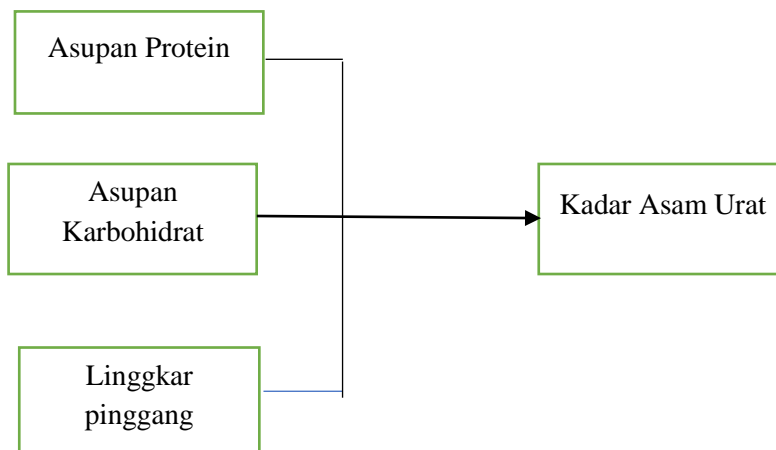 Asupan Protein
Asupan
Karbohidrat
Kadar Asam Urat
Linggkar
pinggang